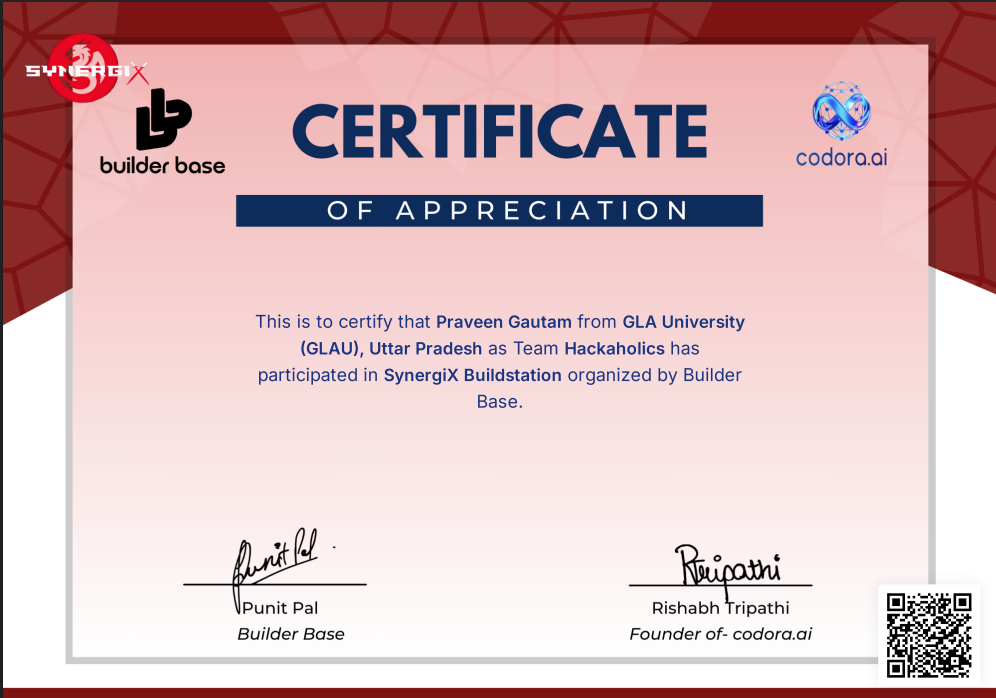 SYNERGIX
builder base
CERTIFICATE
codora.ai
OF APPRECIATION
This is to certify that Praveen Gautam from GLA University
(GLAU), Uttar Pradesh as Team Hackaholics has
participated in SynergiX Buildstation organized by Builder
Base.
Punit Pal
Rtripathi
Punit Pal
Rishabh Tripathi
Builder Base
Founder of- codora.ai